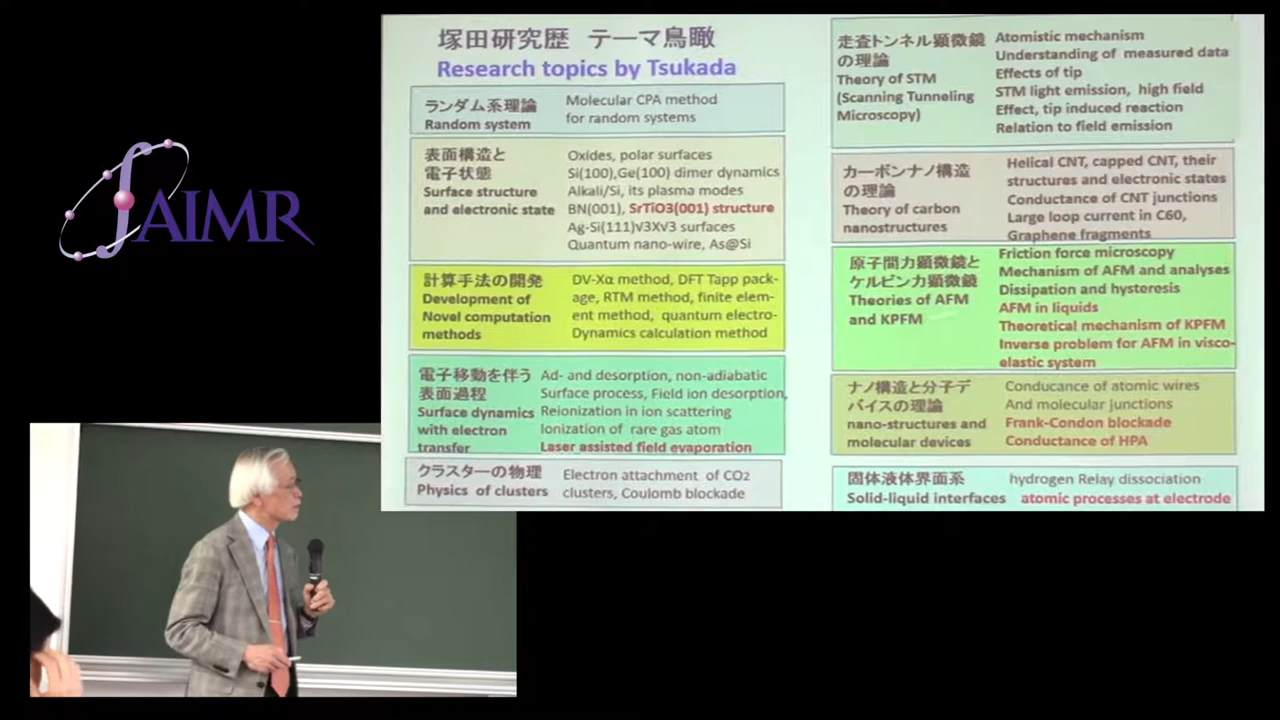 AIMR
塚田研究歴 テーマ鳥瞰
Research topics by Tsukada
ランダム系理論
Random system
Molecular CPA method
for random systems
表面構造と
電子状態
Surface structure
and electronic state
Oxides, polar surfaces
Si(100),Ge(100) dimer dynamics
Alkali/Si, its plasma modes
BN(001), SrTiO3(001) structure
Ag-Si(111)√3X√3 surfaces
Quantum nano-wire, As@Si
計算手法の開発
Development of
Novel computation
methods
DV-Xα method, DFT Tapp pack-
age, RTM method, finite elem-
ent method, quantum electro-
Dynamics calculation method
電子移動を伴う
表面過程
Surface dynamics
with electron
transfer
Ad- and desorption, non-adiabatic
Surface process, Field ion desorption,
Reionization in ion scattering
Ionization of rare gas atom
Laser assisted field evaporation
クラスターの物理
Physics of clusters
Electron attachment of CO2
clusters, Coulomb blockade
走査トンネル顕微鏡
の理論
Theory of STM
(Scanning Tunneling
Microscopy)
Atomistic mechanism
Understanding of measured data
Effects of tip
STM light emission, high field
Effect, tip induced reaction
Relation to field emission
カーボンナノ構造
の理論
Theory of carbon
nanostructures
Helical CNT, capped CNT, their
structures and electronic states
Conductance of CNT junctions
Large loop current in C60,
Graphene fragments
原子間力顕微鏡と
ケルビン力顕微鏡
Theories of AFM
and KPFM
Friction force microscopy
Mechanism of AFM and analyses
Dissipation and hysteresis
AFM in liquids
Theoretical mechanism of KPFM
Inverse problem for AFM in visco-
elastic system
ナノ構造と分子デ
バイスの理論
nano-structures and
molecular devices
Conducance of atomic wires
And molecular junctions
Frank-Condon blockade
Conductance of HPA
固体液体界面系
Solid-liquid interfaces
hydrogen Relay dissociation
atomic processes at electrode